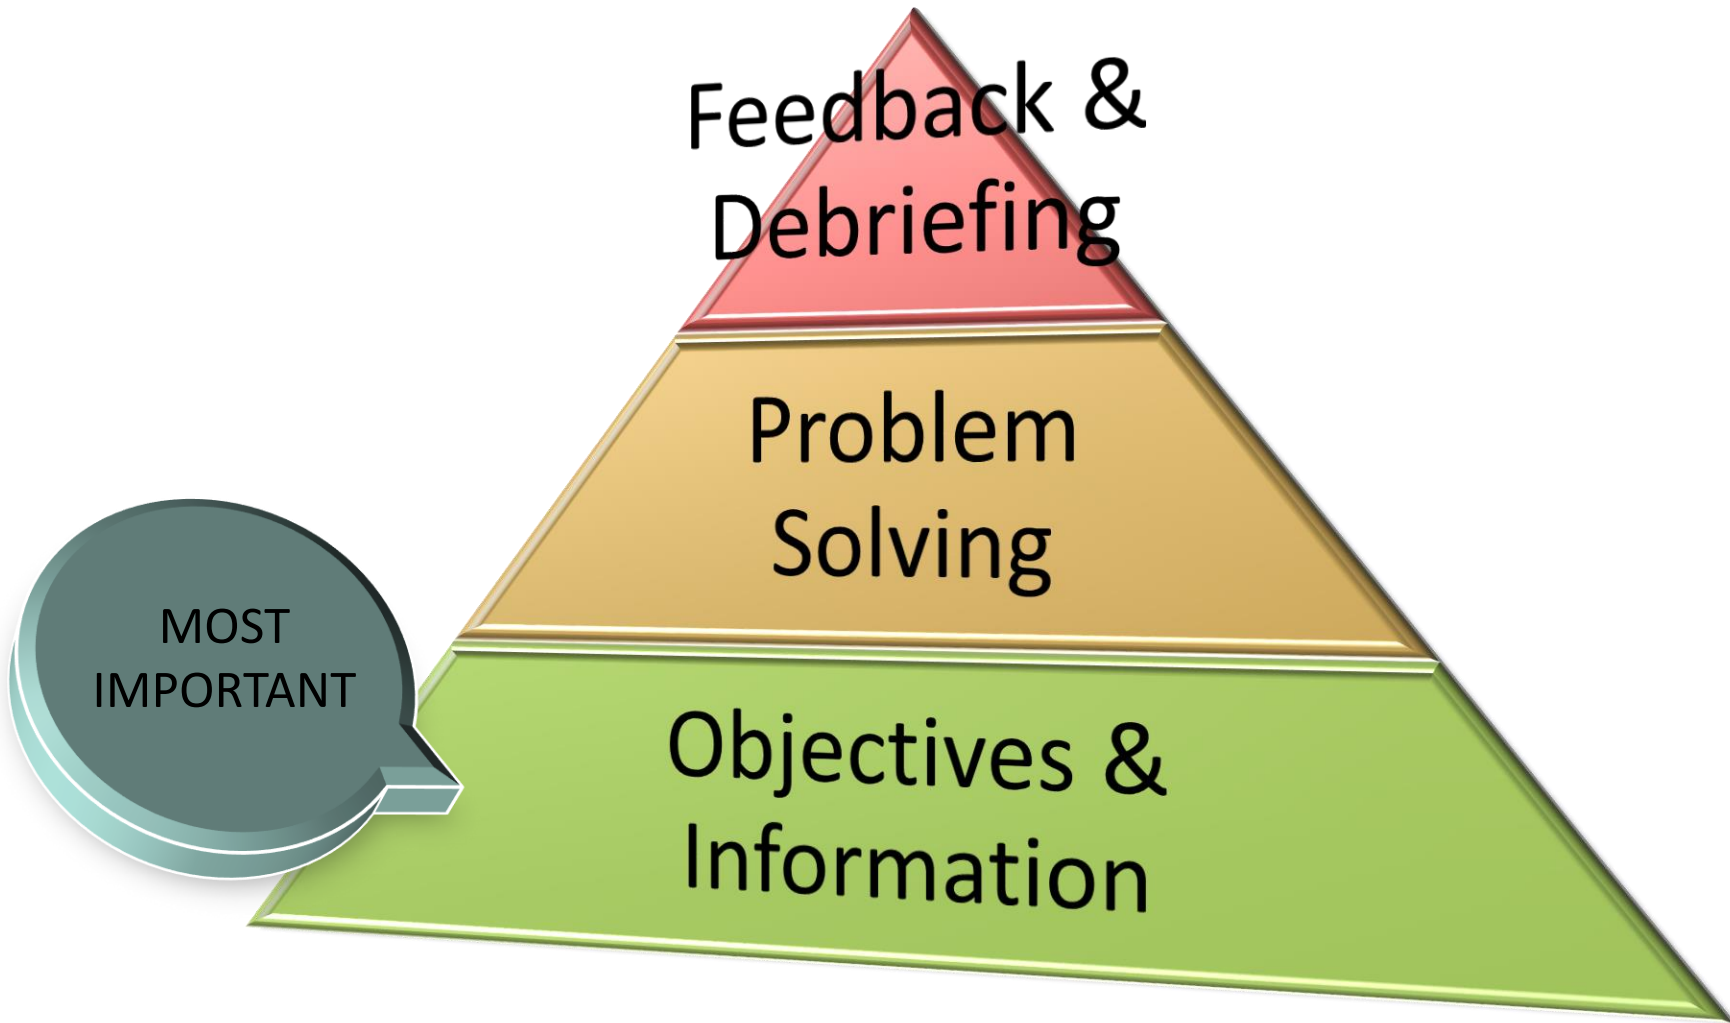 Feedback &
Debriefing
Problem
Solving
MOST
IMPORTANT
Objectives &
Information